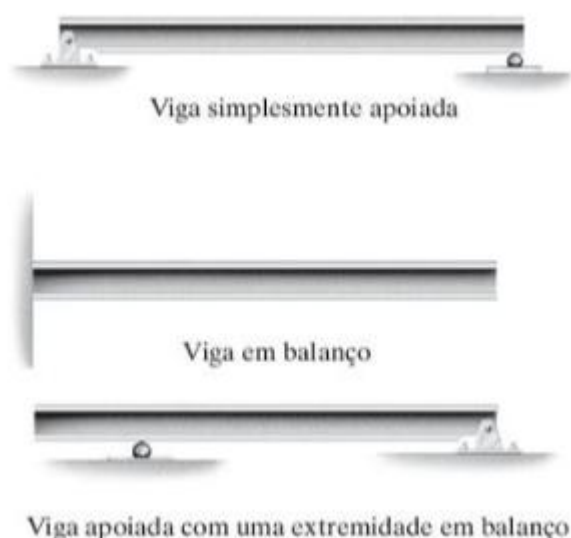 Viga simplesmente apoiada
Viga em balanço
Viga apoiada com uma extremidade em balanço